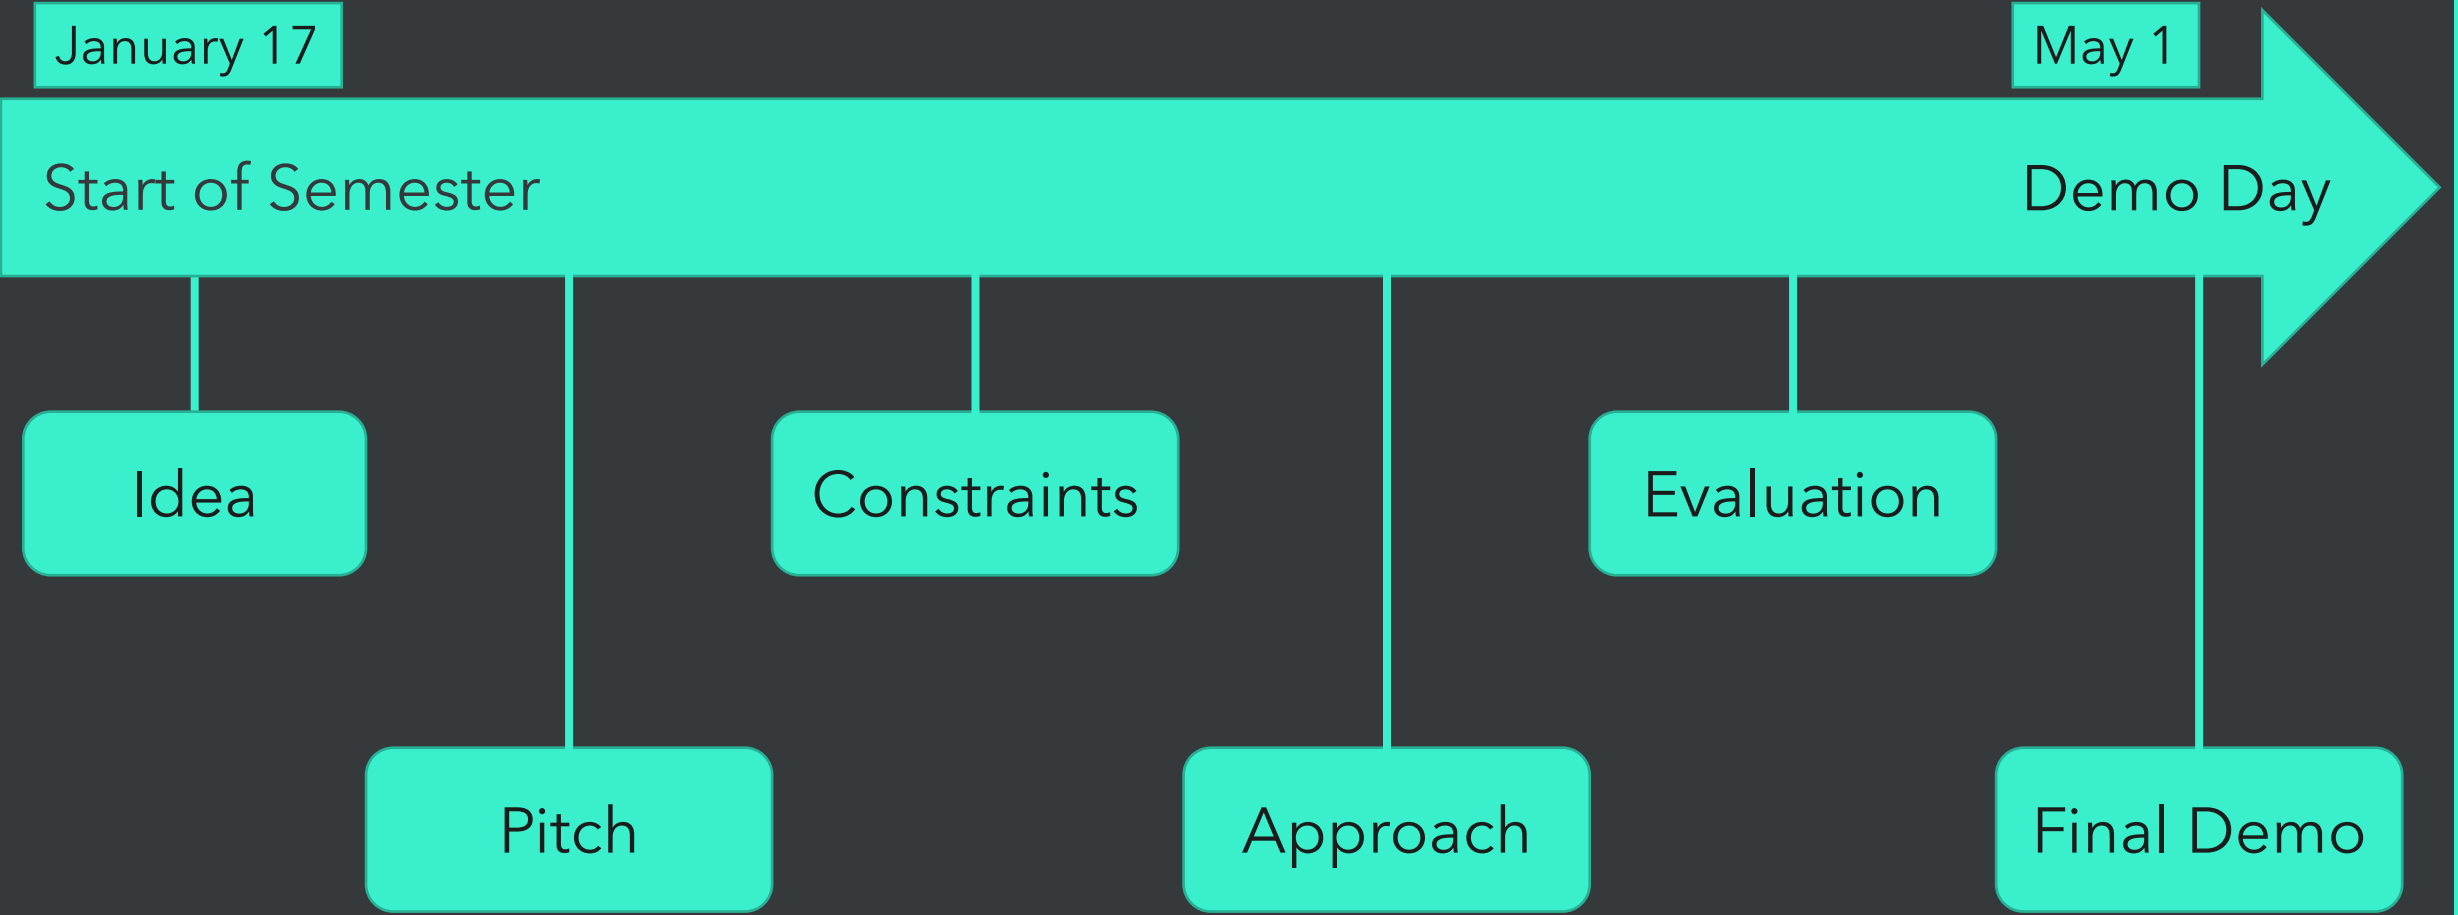 January 17
May 1
Start of Semester
Demo Day
Idea
Constraints
Evaluation
Pitch
Approach
Final Demo